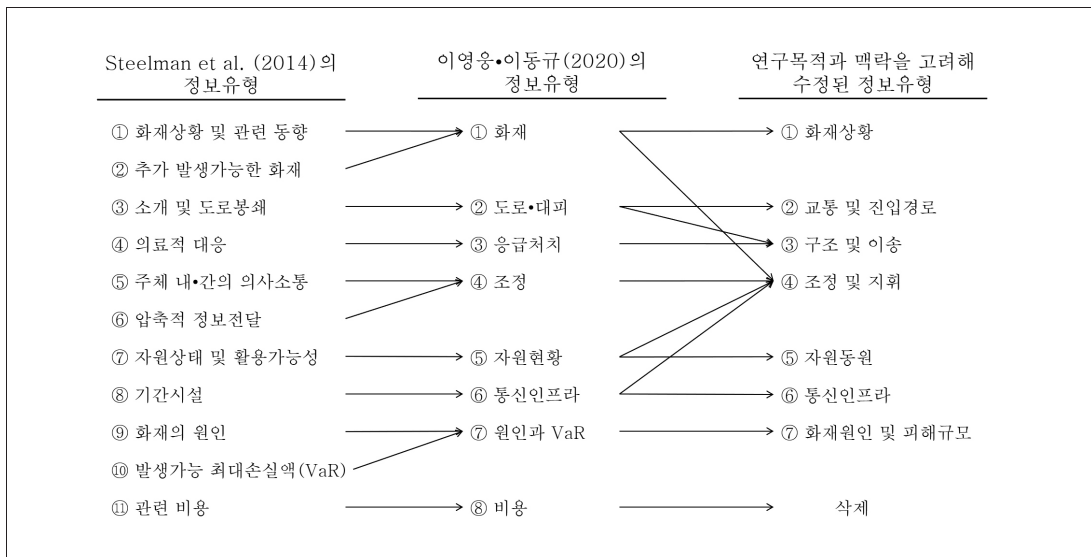 Steelman et al. (2014)의
정보유형
이영웅•이동규(2020)의
정보유형
연구목적과 맥락을 고려해
수정된 정보유형
① 화재상황 및 관련 동향
① 화재
① 화재상황
② 추가 발생가능한 화재
③ 소개 및 도로봉쇄
② 도로•대피
② 교통 및 진입경로
④ 의료적 대응
③ 응급처치
③ 구조 및 이송
⑤ 주체 내•간의 의사소통
④ 조정
④ 조정 및 지휘
⑥ 압축적 정보전달
⑦ 자원상태 및 활용가능성
⑤ 자원현황
⑤ 자원동원
⑧ 기간시설
⑥ 통신인프라
⑥ 통신인프라
⑨ 화재의 원인
⑦ 원인과 VaR
⑦ 화재원인 및 피해규모
⑩ 발생가능 최대손실액(VaR)
⑪ 관련 비용
⑧ 비용
삭제